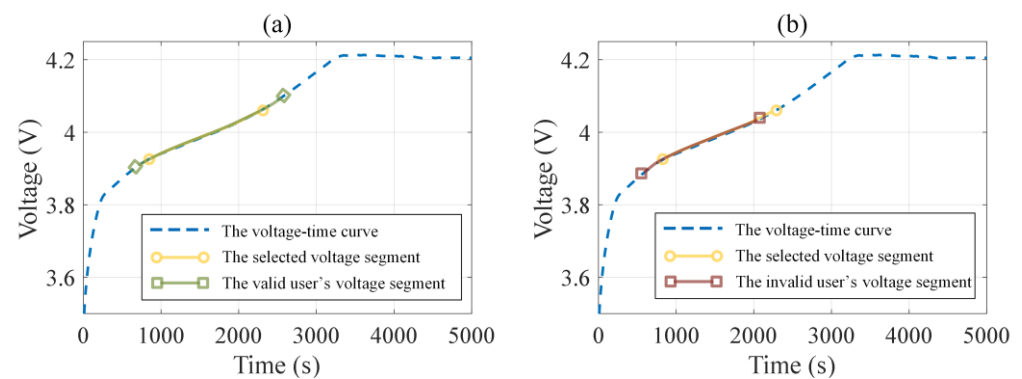 (a)
Voltage (V)
4.2
4
3.8
3.6
The voltage-time curve
The selected voltage segment
The valid user's voltage segment
0 1000 2000 3000 4000 5000
Time (s)
(b)
Voltage (V)
4.2
4
3.8
3.6
The voltage-time curve
The selected voltage segment
The invalid user's voltage segment
0 1000 2000 3000 4000 5000
Time (s)